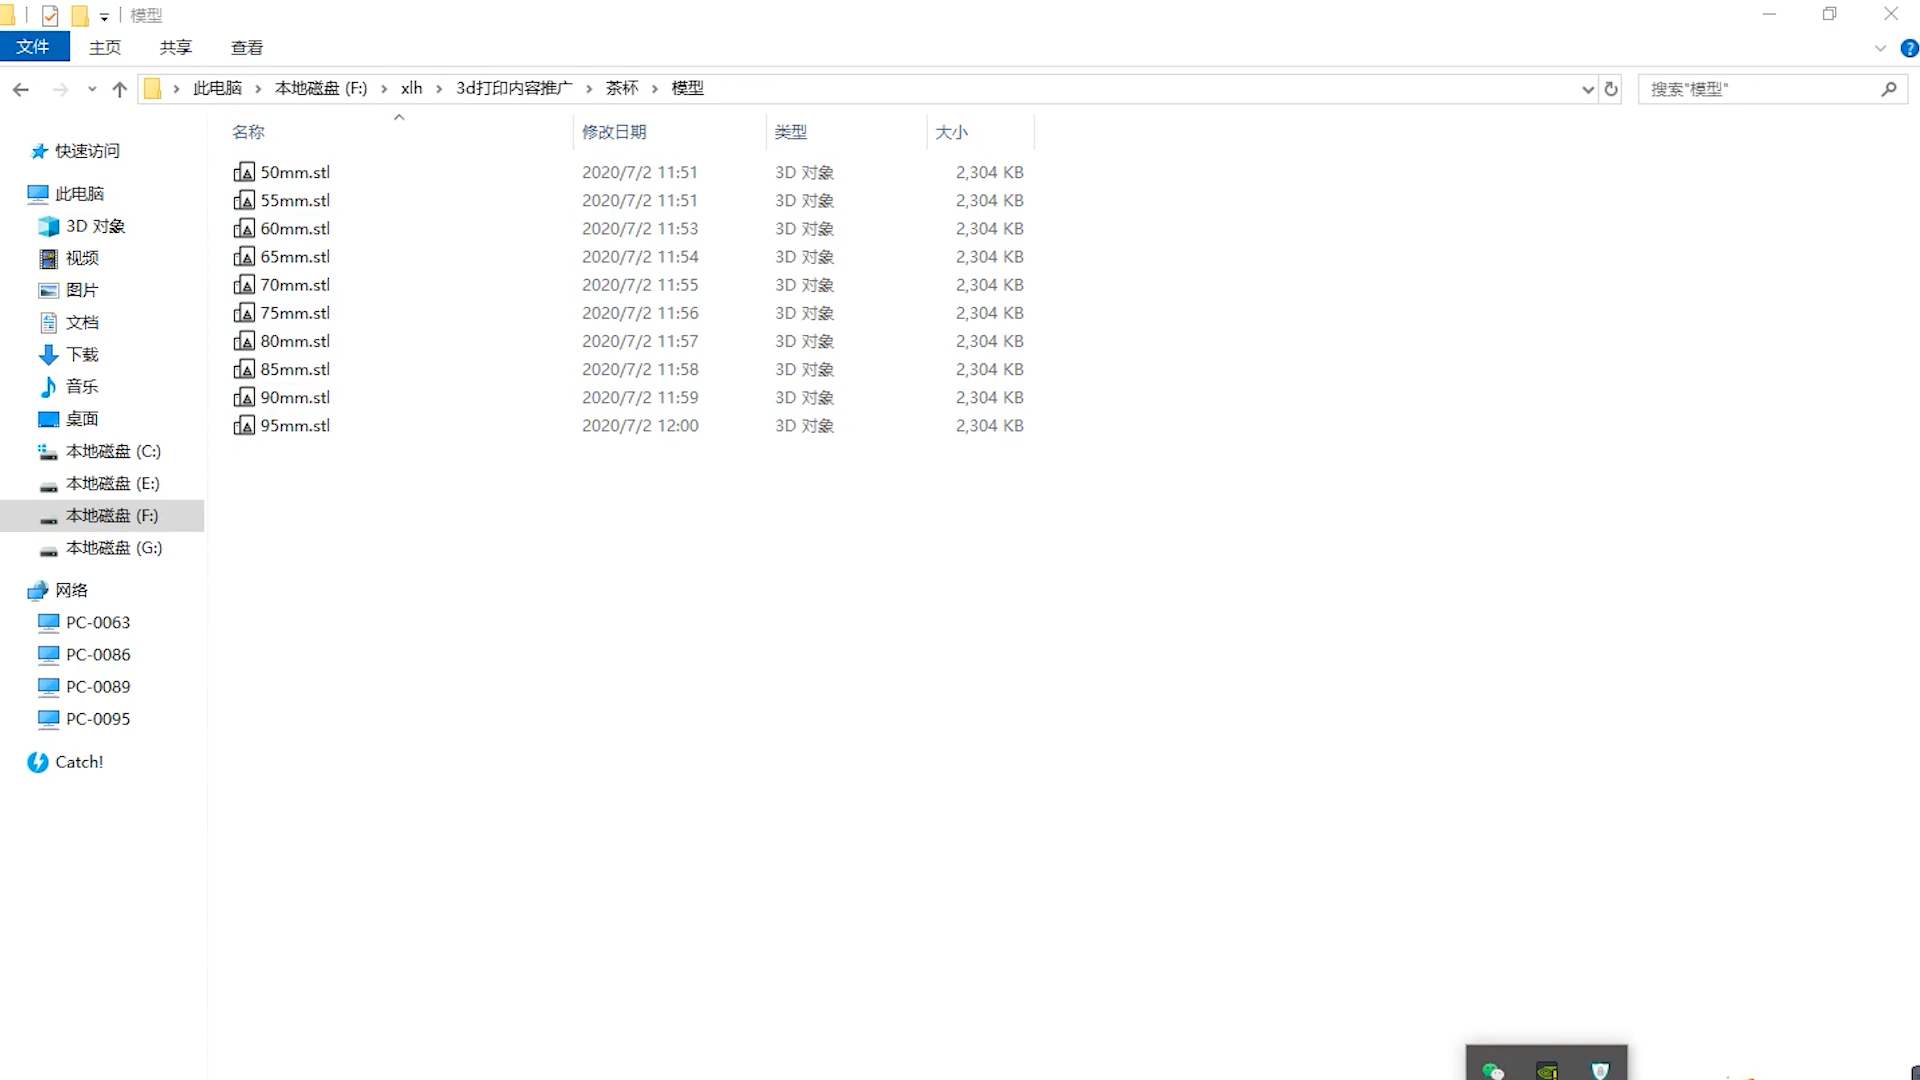 模型
文件 主页 共享 查看
此电脑 本地磁盘 (F:) xlh 3d打印内容推广 茶杯 模型 搜索"模型"
名称 修改日期 类型 大小
快速访问
此电脑
3D 对象
视频
图片
文档
下载
音乐
桌面
本地磁盘 (C:)
本地磁盘 (E:)
本地磁盘 (F:)
本地磁盘 (G:)
网络
PC-0063
PC-0086
PC-0089
PC-0095
Catch!
50mm.stl 2020/7/2 11:51 3D 对象 2,304 KB
55mm.stl 2020/7/2 11:51 3D 对象 2,304 KB
60mm.stl 2020/7/2 11:53 3D 对象 2,304 KB
65mm.stl 2020/7/2 11:54 3D 对象 2,304 KB
70mm.stl 2020/7/2 11:55 3D 对象 2,304 KB
75mm.stl 2020/7/2 11:56 3D 对象 2,304 KB
80mm.stl 2020/7/2 11:57 3D 对象 2,304 KB
85mm.stl 2020/7/2 11:58 3D 对象 2,304 KB
90mm.stl 2020/7/2 11:59 3D 对象 2,304 KB
95mm.stl 2020/7/2 12:00 3D 对象 2,304 KB